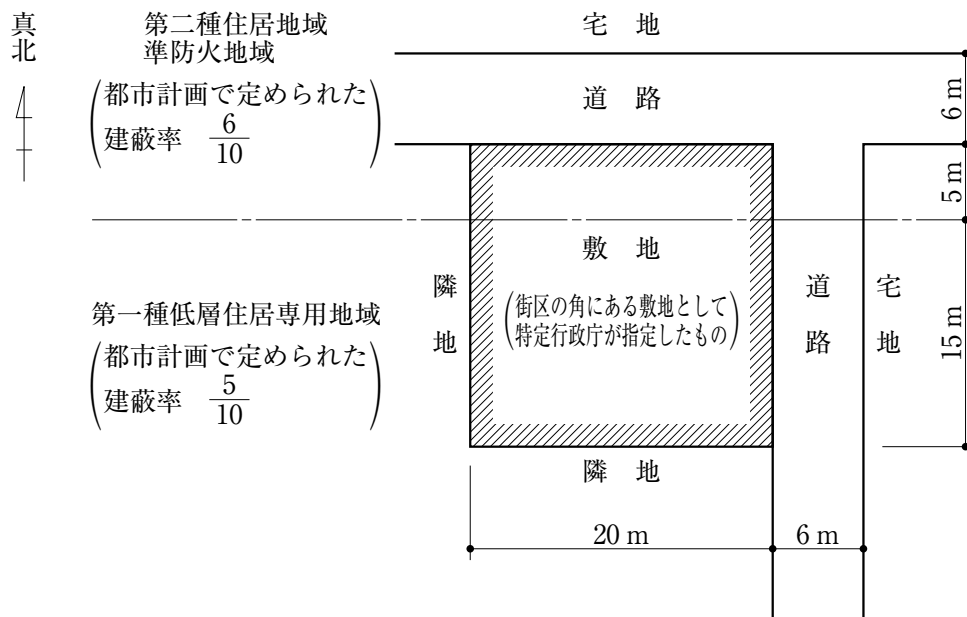 真北
第二種住居地域
準防火地域
(都市計画で定められた
建蔽率 6/10)
宅 地
道 路
6 m
5 m
15 m
敷 地
(街区の角にある敷地として
特定行政庁が指定したもの)
隣 地
道 路
宅 地
第一種低層住居専用地域
(都市計画で定められた
建蔽率 5/10)
隣 地
20 m
6 m